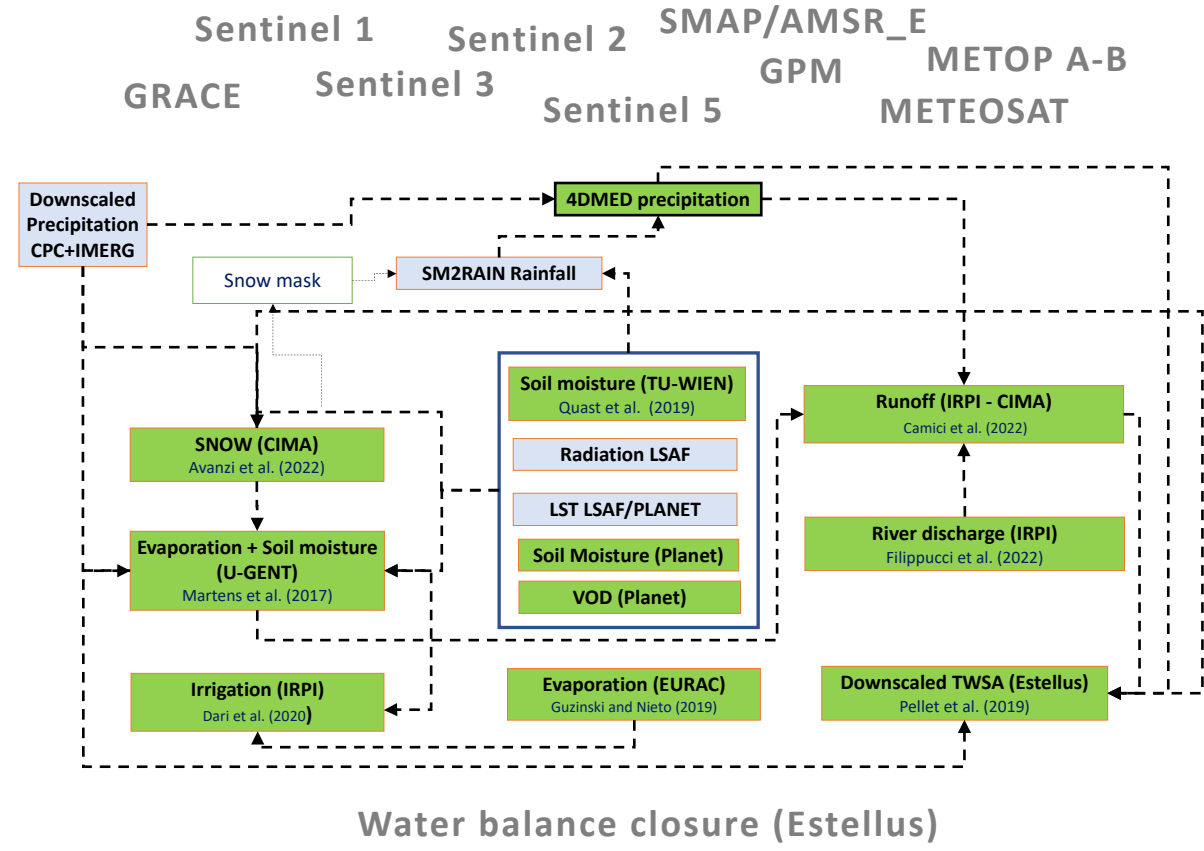 Sentinel 1
Sentinel 2
SMAP/AMSR_E
GRACE
Sentinel 3
GPM
METOP A-B
Sentinel 5
METEOSAT
Downscaled
Precipitation
CPC+IMERG
4DMED precipitation
Snow mask
SM2RAIN Rainfall
Soil moisture (TU-WIEN)
Quast et al. (2019)
Radiation LSAF
LST LSAF/PLANET
Soil Moisture (Planet)
VOD (Planet)
SNOW (CIMA)
Avanzi et al. (2022)
Evaporation + Soil moisture
(U-GENT)
Martens et al. (2017)
Runoff (IRPI - CIMA)
Camici et al. (2022)
River discharge (IRPI)
Filippucci et al. (2022)
Irrigation (IRPI)
Dari et al. (2020)
Evaporation (EURAC)
Guzinski and Nieto (2019)
Downscaled TWSA (Estellus)
Pellet et al. (2019)
Water balance closure (Estellus)